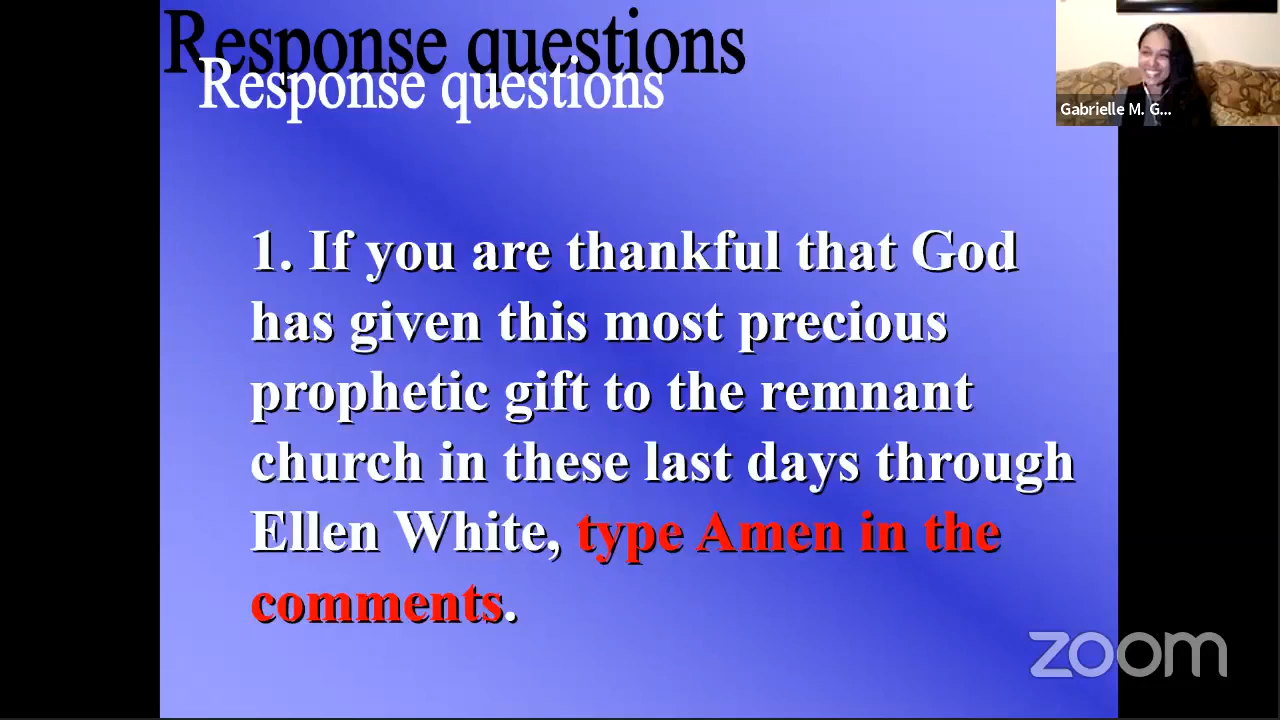 Response questions
Response questions
Gabrielle M. G...
1. If you are thankful that God
has given this most precious
prophetic gift to the remnant
church in these last days through
Ellen White, type Amen in the
comments.
zoom